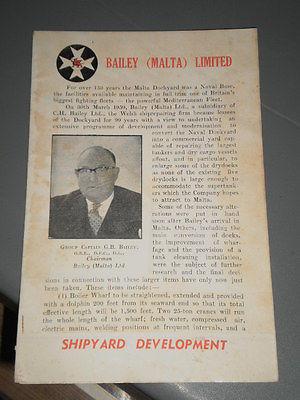 BAILEY (MALTA) LIMITED
For over 150 years the Malta Dockyard was a Naval Base,
the facilities available maintaining in full trim one of Britain's
biggest fighting fleets — the powerful Mediterranean Fleet.
On 30th March 1959, Bailey (Malta) Ltd., a subsidiary of
C.H. Bailey Ltd., the Welsh shiprepairing firm became lessees
of the Dockyard for 99 years with a view to undertaking an
extensive programme of development and modernisation to
convert the Naval Dockyard
into a commercial yard cap-
able of repairing the largest
tankers and dry cargo vessels
afloat, and in particular, to
enlarge some of the drydocks
as none of the existing five
drydocks is large enough to
accommodate the supertank-
ers which the Company hopes
to attract to Malta.
Some of the necessary alter-
ations were put in hand
soon after Bailey's arrival in
Malta. Others, including the
main conversion of docks,
the improvement of wharf-
age and the provision of a
tank cleaning installation,
were the subject of further
research and the final deci-
GROUP CAPTAIN G.B. BAILEY,
O.B.E., D.F.C., D.L.,
Chairman
Bailey (Malta) Ltd.
sions in connection with these larger items have only now just
been taken. These items include:—
(1) Boiler Wharf to be straightened, extended and provided
with a dolphin 200 feet from the seaward end so that its total
effective length will be 1,500 feet. Two 25-ton cranes will run
the whole length of the wharf; fresh water, compressed air,
electric mains, welding positions at frequent intervals, and a
SHIPYARD DEVELOPMENT